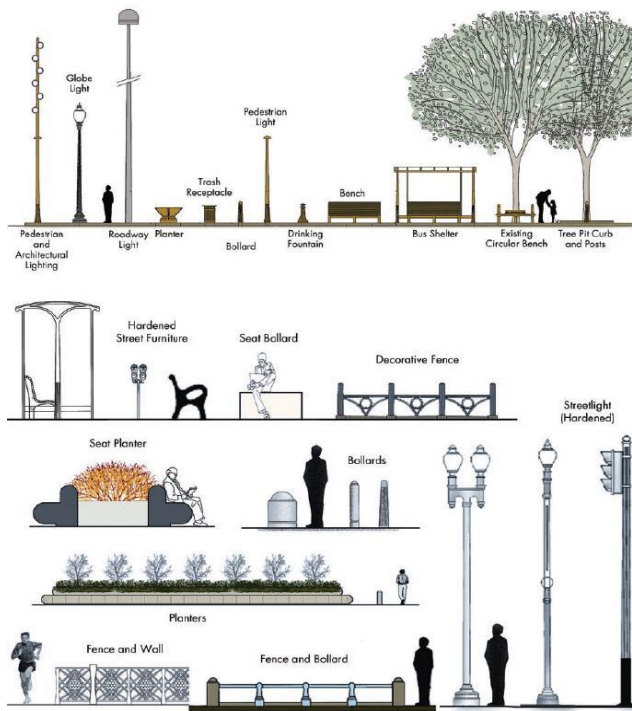 Globe
Light
Pedestrian
Light
Trash
Receptacle
Bench
Pedestrian
and
Architectural
Lighting
Roadway
Light
Planter
Bollard
Drinking
Fountain
Bus Shelter
Existing
Circular Bench
Tree Pit Curb
and Posts
Hardened
Street Furniture
Seat Bollard
Decorative Fence
Streetlight
(Hardened)
Seat Planter
Bollards
Planters
Fence and Wall
Fence and Bollard